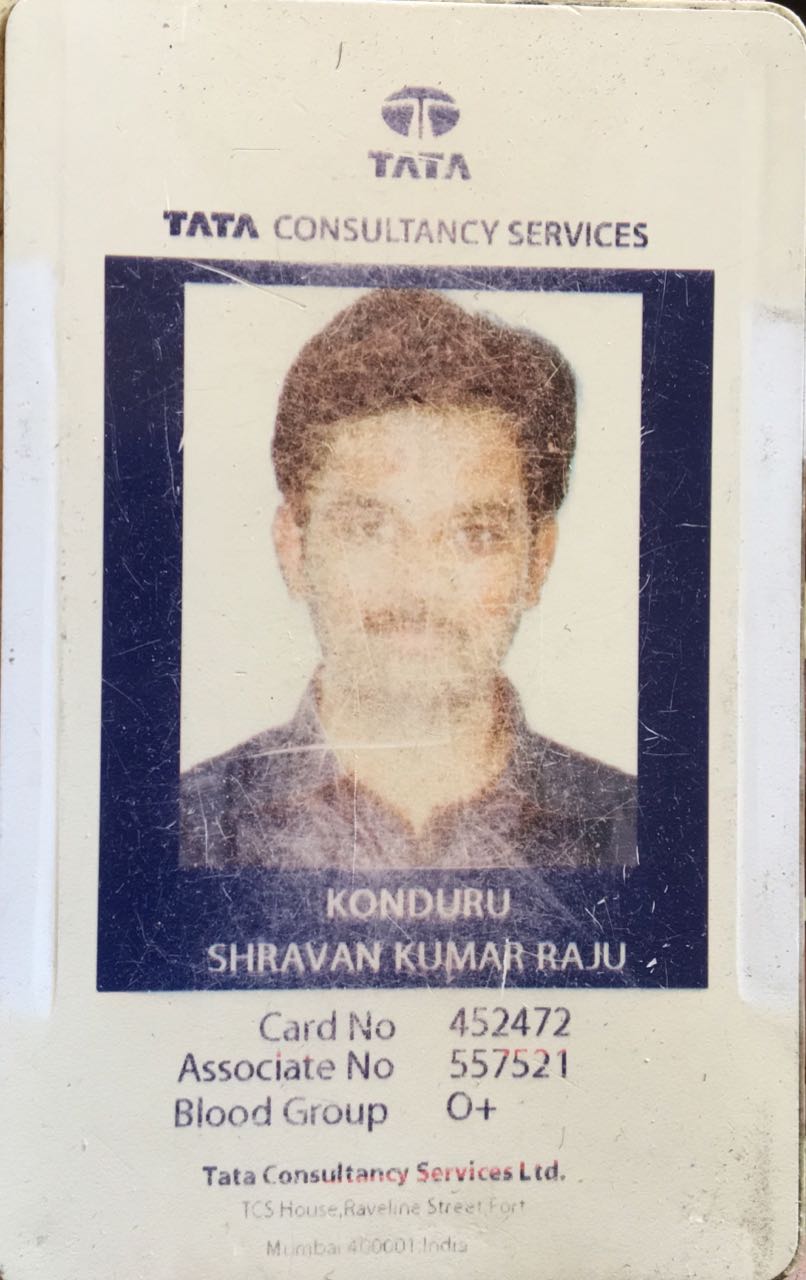 TATA
TATA CONSULTANCY SERVICES
KONDURU
SHRAVAN KUMAR RAJU
Card No 452472
Associate No 557521
Blood Group O+
Tata Consultancy Services Ltd.
TCS House,Raveline Street,Fort
Mumbai 400001.India